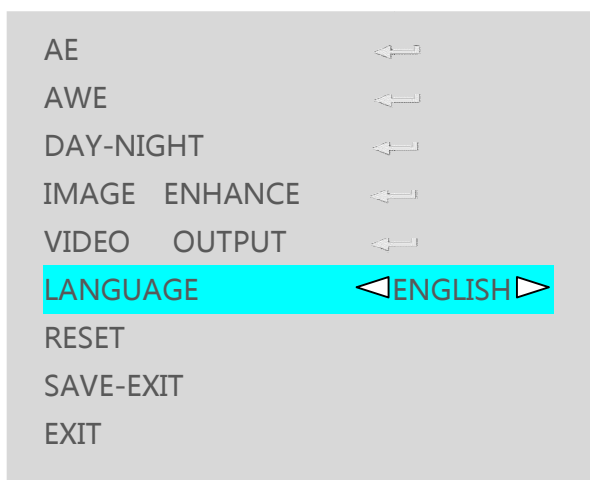 AE
AWE
DAY-NIGHT
IMAGE ENHANCE
VIDEO OUTPUT
LANGUAGE ENGLISH
RESET
SAVE-EXIT
EXIT